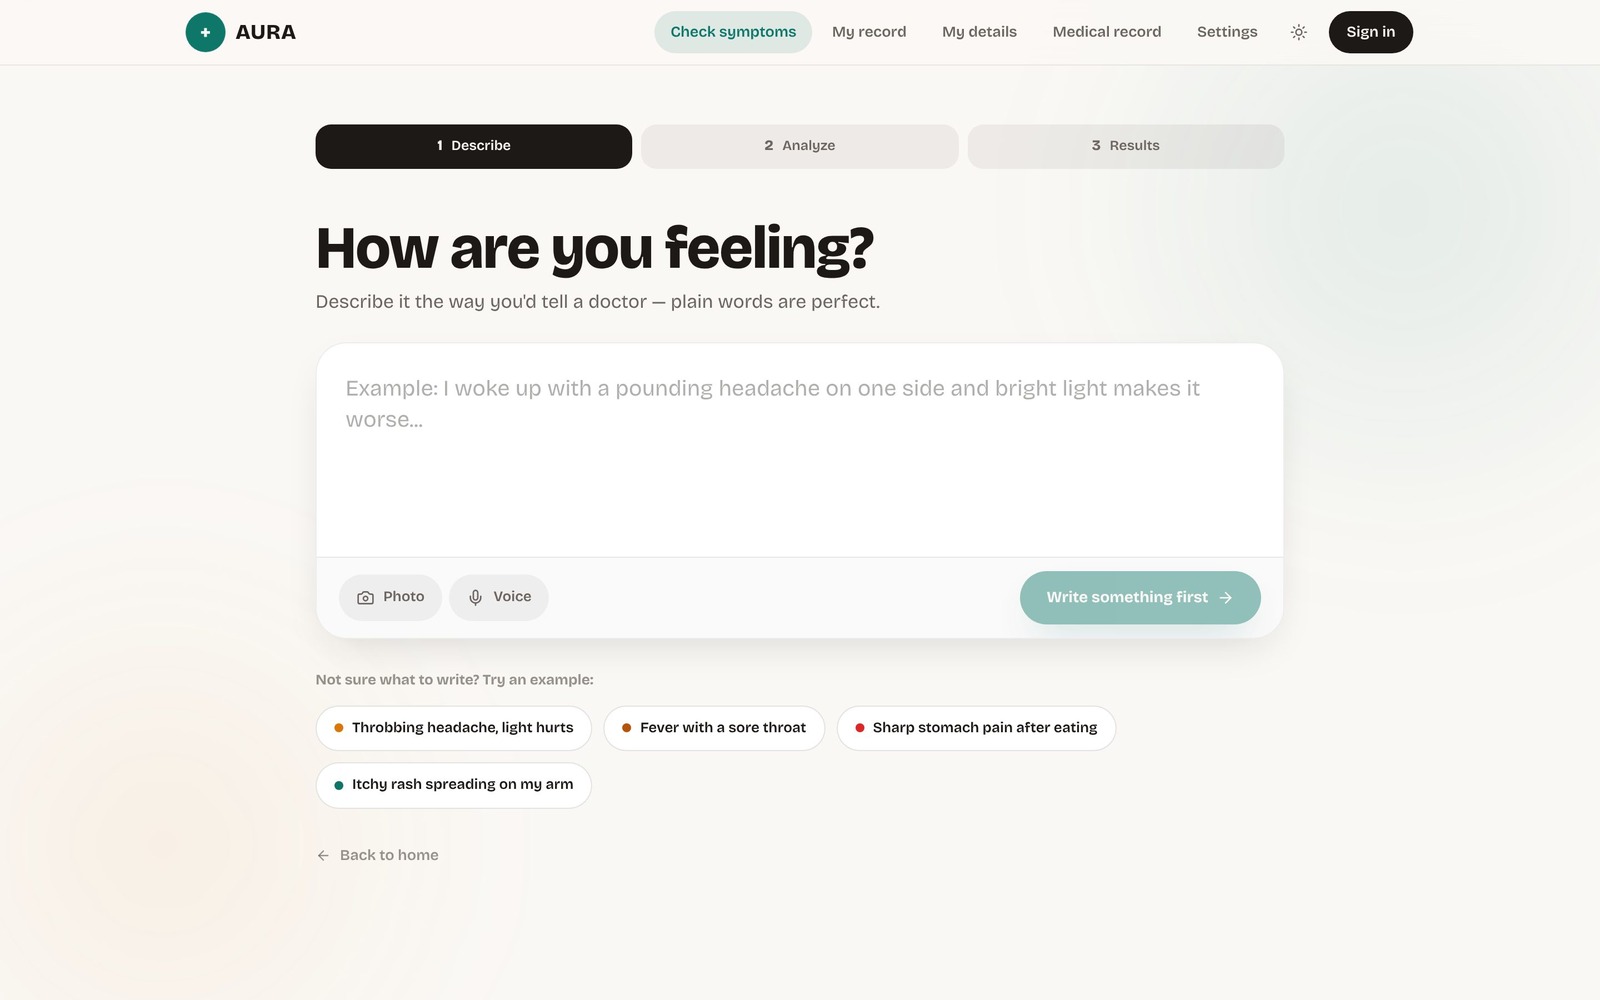 AURA
Check symptoms
My record
My details
Medical record
Settings
Sign in
1 Describe
2 Analyze
3 Results
How are you feeling?
Describe it the way you'd tell a doctor — plain words are perfect.
Example: I woke up with a pounding headache on one side and bright light makes it
worse...
Photo
Voice
Write something first
Not sure what to write? Try an example:
Throbbing headache, light hurts
Fever with a sore throat
Sharp stomach pain after eating
Itchy rash spreading on my arm
Back to home